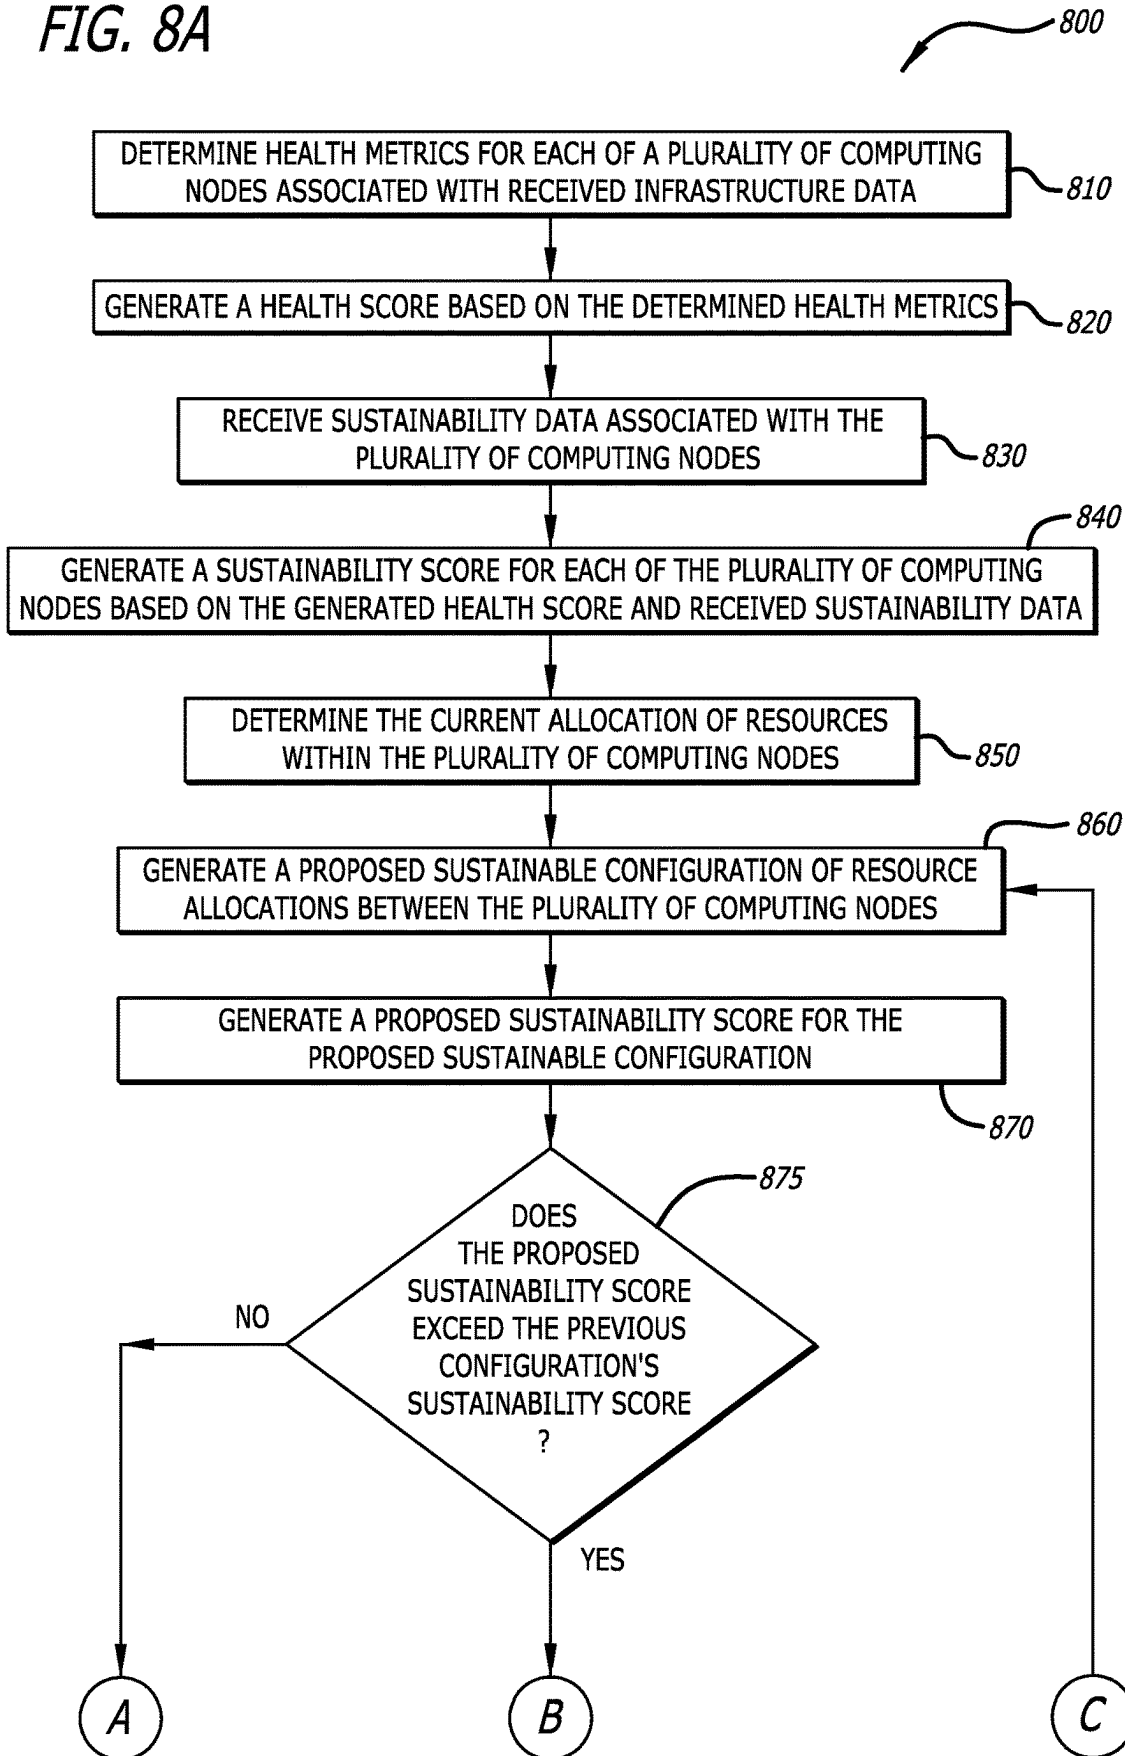 FIG. 8A
800
DETERMINE HEALTH METRICS FOR EACH OF A PLURALITY OF COMPUTING
NODES ASSOCIATED WITH RECEIVED INFRASTRUCTURE DATA
810
GENERATE A HEALTH SCORE BASED ON THE DETERMINED HEALTH METRICS
820
RECEIVE SUSTAINABILITY DATA ASSOCIATED WITH THE
PLURALITY OF COMPUTING NODES
830
840
GENERATE A SUSTAINABILITY SCORE FOR EACH OF THE PLURALITY OF COMPUTING
NODES BASED ON THE GENERATED HEALTH SCORE AND RECEIVED SUSTAINABILITY DATA
DETERMINE THE CURRENT ALLOCATION OF RESOURCES
WITHIN THE PLURALITY OF COMPUTING NODES
850
860
GENERATE A PROPOSED SUSTAINABLE CONFIGURATION OF RESOURCE
ALLOCATIONS BETWEEN THE PLURALITY OF COMPUTING NODES
GENERATE A PROPOSED SUSTAINABILITY SCORE FOR THE
PROPOSED SUSTAINABLE CONFIGURATION
870
875
DOES
THE PROPOSED
SUSTAINABILITY SCORE
EXCEED THE PREVIOUS
CONFIGURATION'S
SUSTAINABILITY SCORE
?
NO
YES
A
B
C